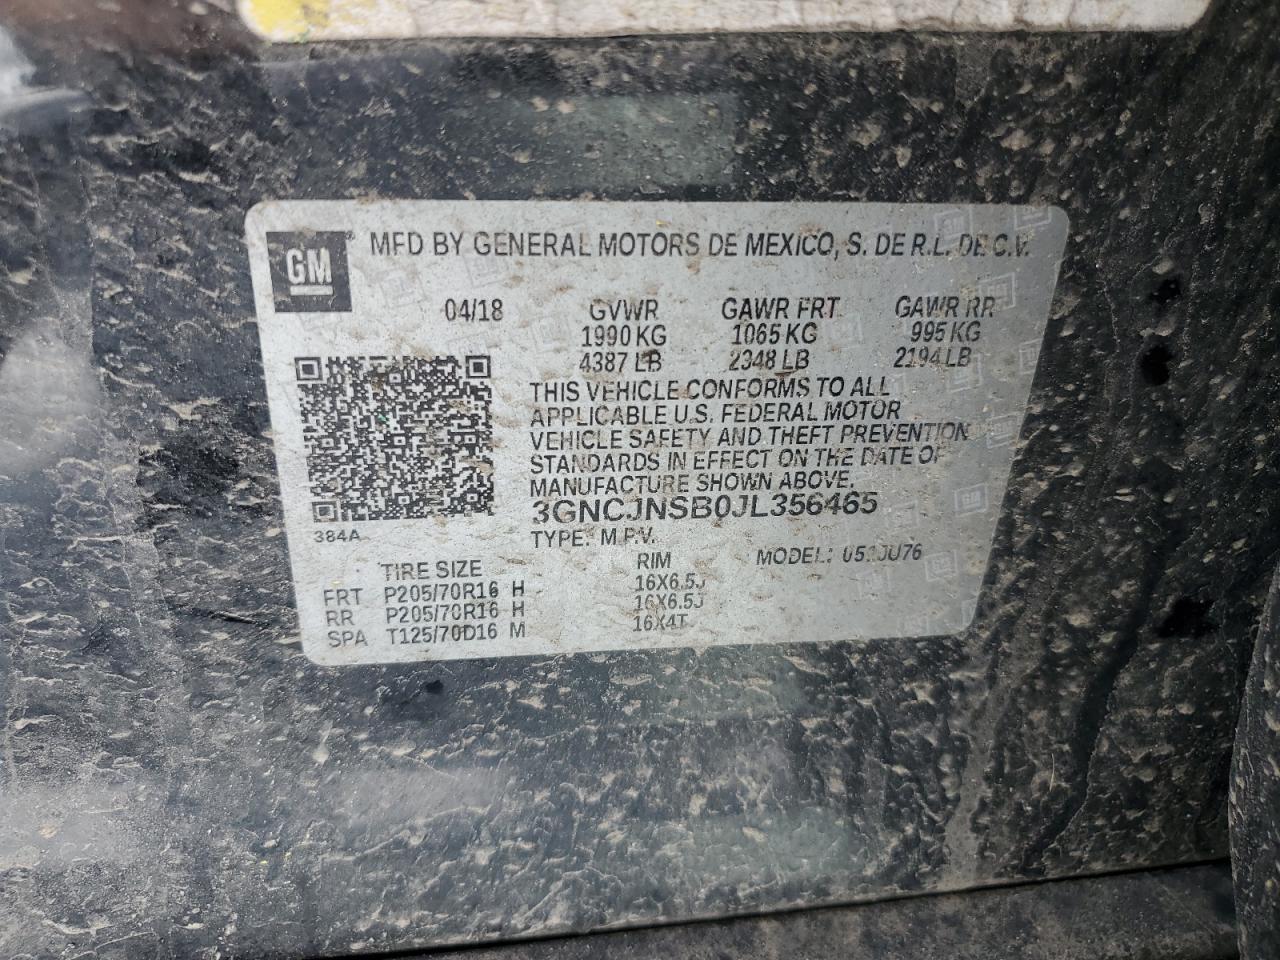 GM
MFD BY GENERAL MOTORS DE MEXICO, S. DE R.L. DE C.V.
04/18 GVWR GAWR FRT GAWR RR
1990 KG 1065 KG 995 KG
4387 LB 2348 LB 2194 LB
THIS VEHICLE CONFORMS TO ALL
APPLICABLE U.S. FEDERAL MOTOR
VEHICLE SAFETY AND THEFT PREVENTION
STANDARDS IN EFFECT ON THE DATE OF
MANUFACTURE SHOWN ABOVE.
3GNCJNSB0JL356465
384A
TYPE: M.P.V.
TIRE SIZE RIM MODEL:
FRT P205/70R16 H 16X6.5J
RR P205/70R16 H 16X6.5J
SPA T125/70D16 M 16X4T